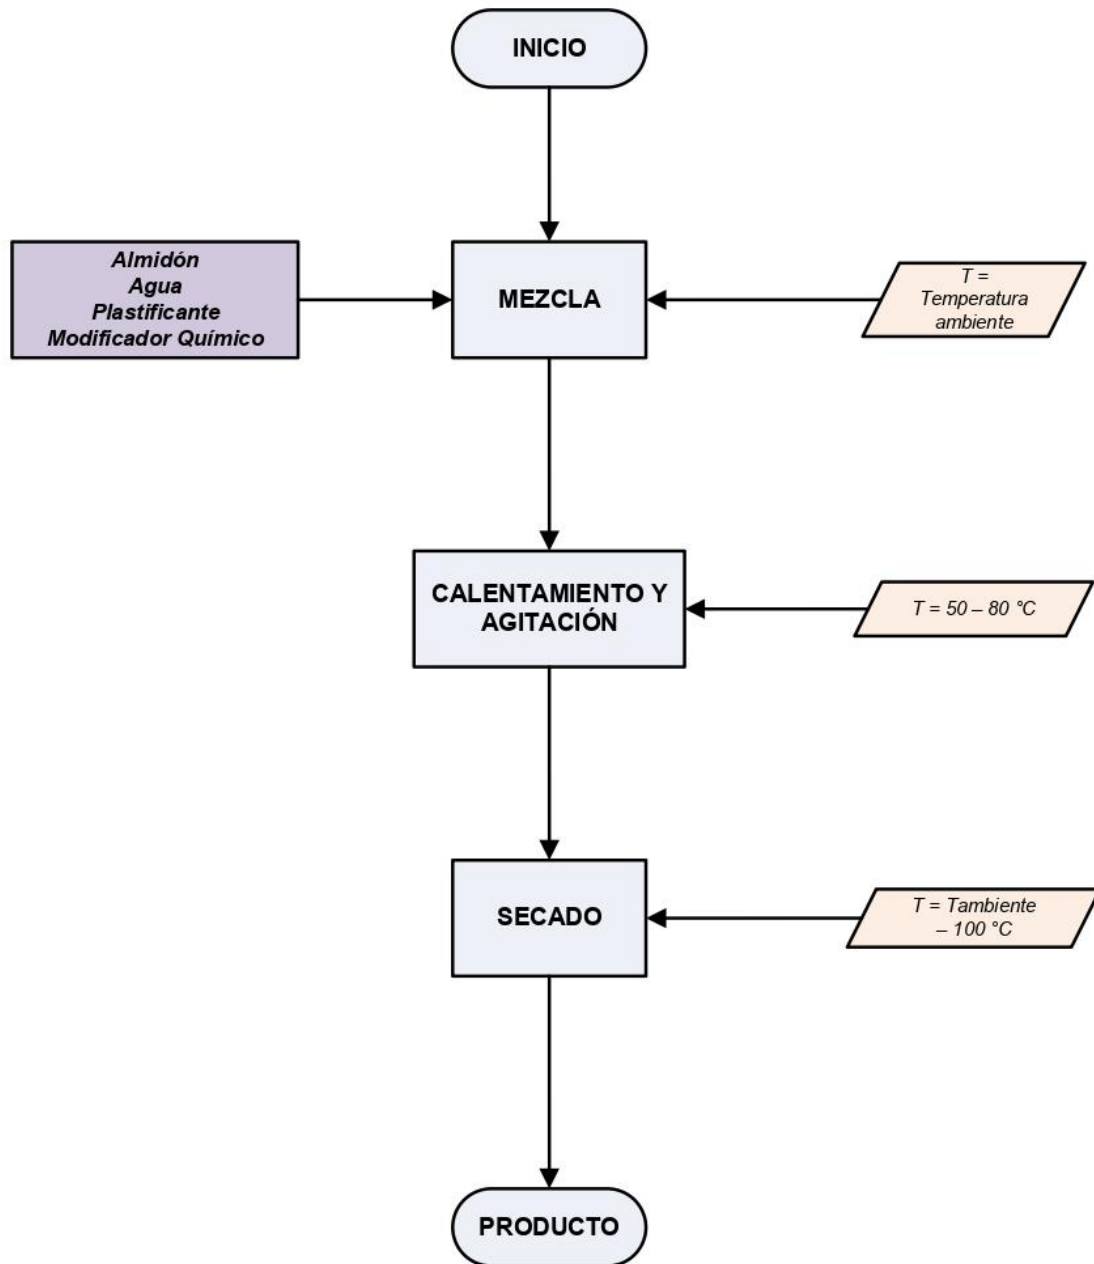 INICIO
Almidón
Agua
Plastificante
Modificador Químico
MEZCLA
T =
Temperatura
ambiente
CALENTAMIENTO Y
AGITACIÓN
T = 50 – 80 °C
SECADO
T = Tambiente
– 100 °C
PRODUCTO